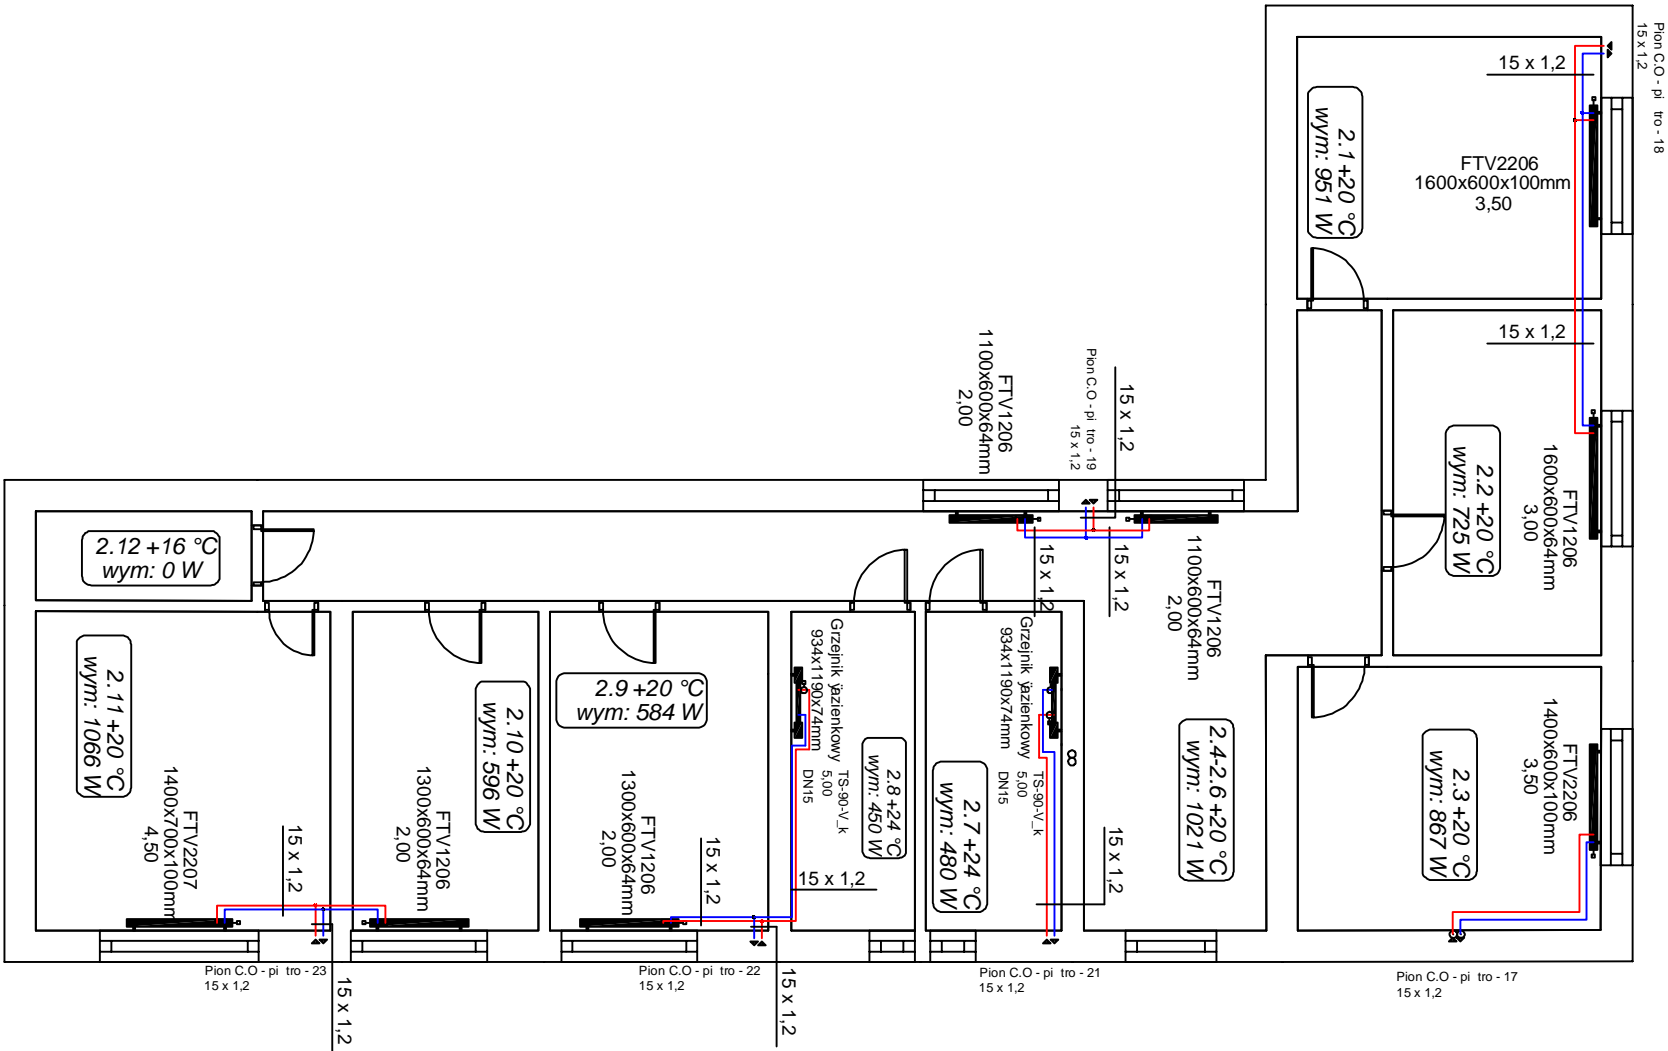 Pion C.O - pi tro - 18
15 x 1,2
15 x 1,2
2.1 +20 °C
wym: 951 W
FTV2206
1600x600x100mm
3,50
15 x 1,2
2.2 +20 °C
wym: 725 W
FTV1206
1600x600x64mm
3,00
FTV1206
1100x600x64mm
2,00
Pion C.O - pi tro - 19
15 x 1,2
15 x 1,2
15 x 1,2
15 x 1,2
FTV1206
1100x600x64mm
2,00
2.12 +16 °C
wym: 0 W
2.11 +20 °C
wym: 1066 W
FTV2207
1400x700x100mm
4,50
15 x 1,2
2.10 +20 °C
wym: 596 W
FTV1206
1300x600x64mm
2,00
2.9 +20 °C
wym: 584 W
FTV1206
1300x600x64mm
2,00
15 x 1,2
Grzejnik ÿazienkowy
934x1190x74mm
TS-90-V_k
5,00
DN15
2.8 +24 °C
wym: 450 W
15 x 1,2
Grzejnik ÿazienkowy
934x1190x74mm
TS-90-V_k
5,00
DN15
2.7 +24 °C
wym: 480 W
15 x 1,2
2.4-2.6 +20 °C
wym: 1021 W
2.3 +20 °C
wym: 867 W
FTV2206
1400x600x100mm
3,50
Pion C.O - pi tro - 23
15 x 1,2
15 x 1,2
Pion C.O - pi tro - 22
15 x 1,2
15 x 1,2
Pion C.O - pi tro - 21
15 x 1,2
Pion C.O - pi tro - 17
15 x 1,2